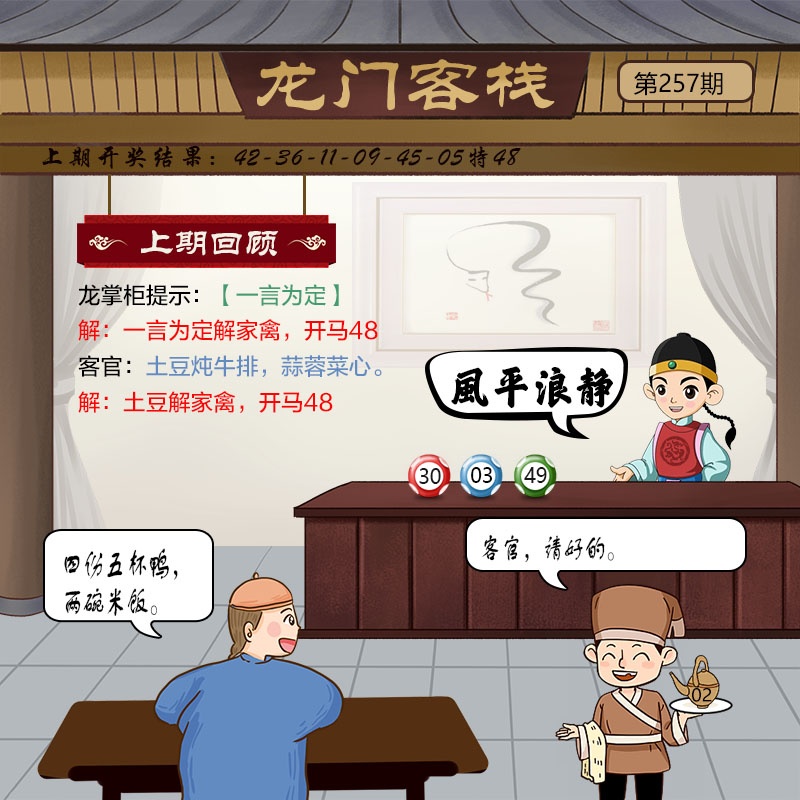 龙门客栈
第257期
上期开奖结果：42-36-11-09-45-05特48
上期回顾
龙掌柜提示：【一言为定】
解：一言为定解家禽，开马48
客官：土豆炖牛排，蒜蓉菜心。
解：土豆解家禽，开马48
風平浪静
30 03 49
客官，请好的。
四份五杯鸭，
两碗米饭。
02